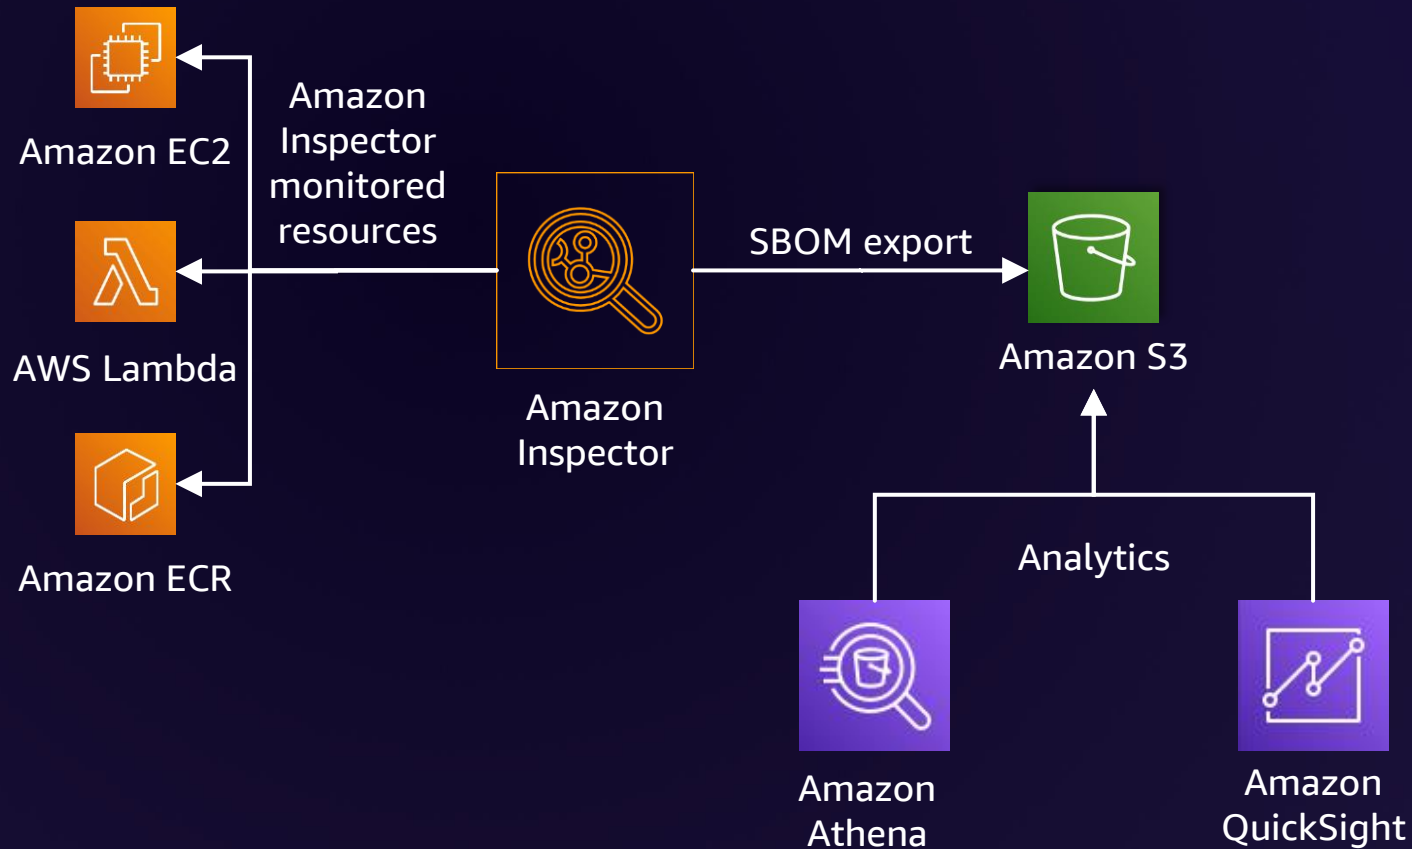 Amazon EC2
Amazon
Inspector
monitored
resources
AWS Lambda
Amazon ECR
Amazon
Inspector
SBOM export
Amazon S3
Analytics
Amazon
Athena
Amazon
QuickSight